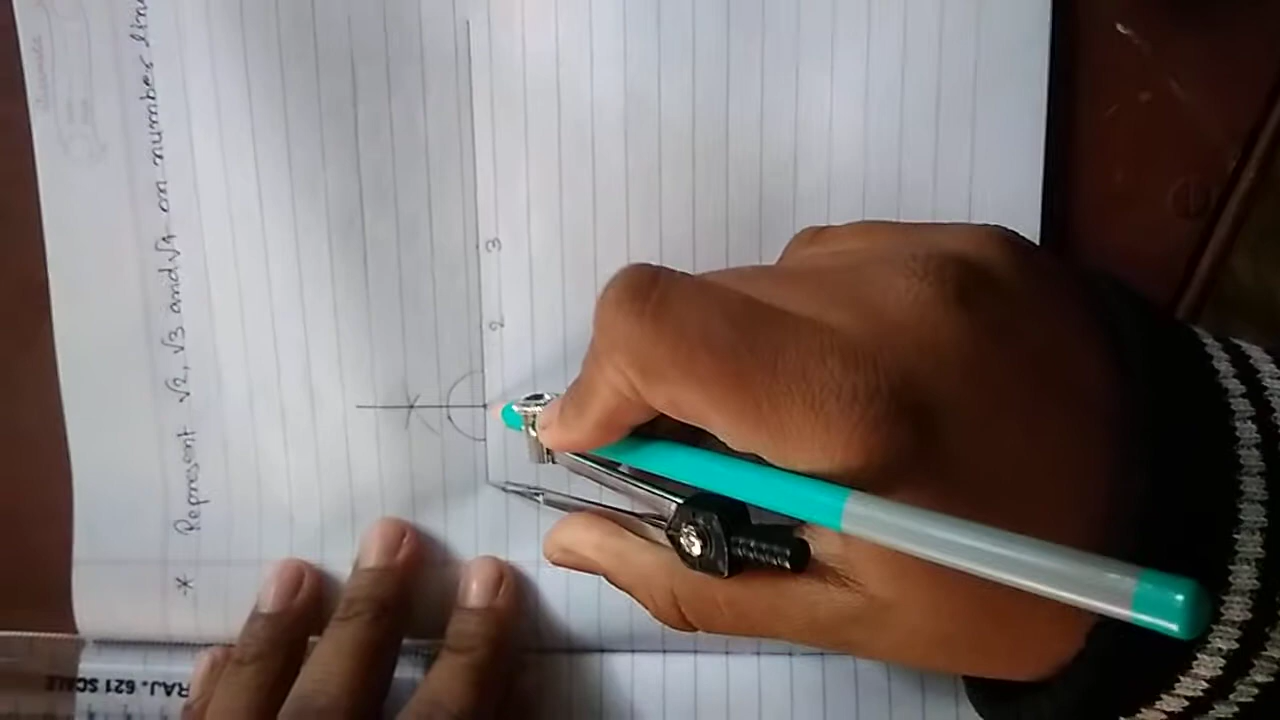 * Represent √2, √3 and √4 on number line
2 3
RAJ. 621 SCALE